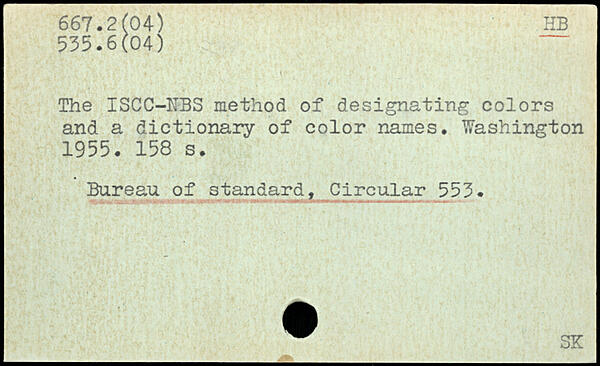 667.2(04) HB
535.6(04)
The ISCC-NBS method of designating colors
and a dictionary of color names. Washington
1955. 158 s.
Bureau of standard, Circular 553.
SK